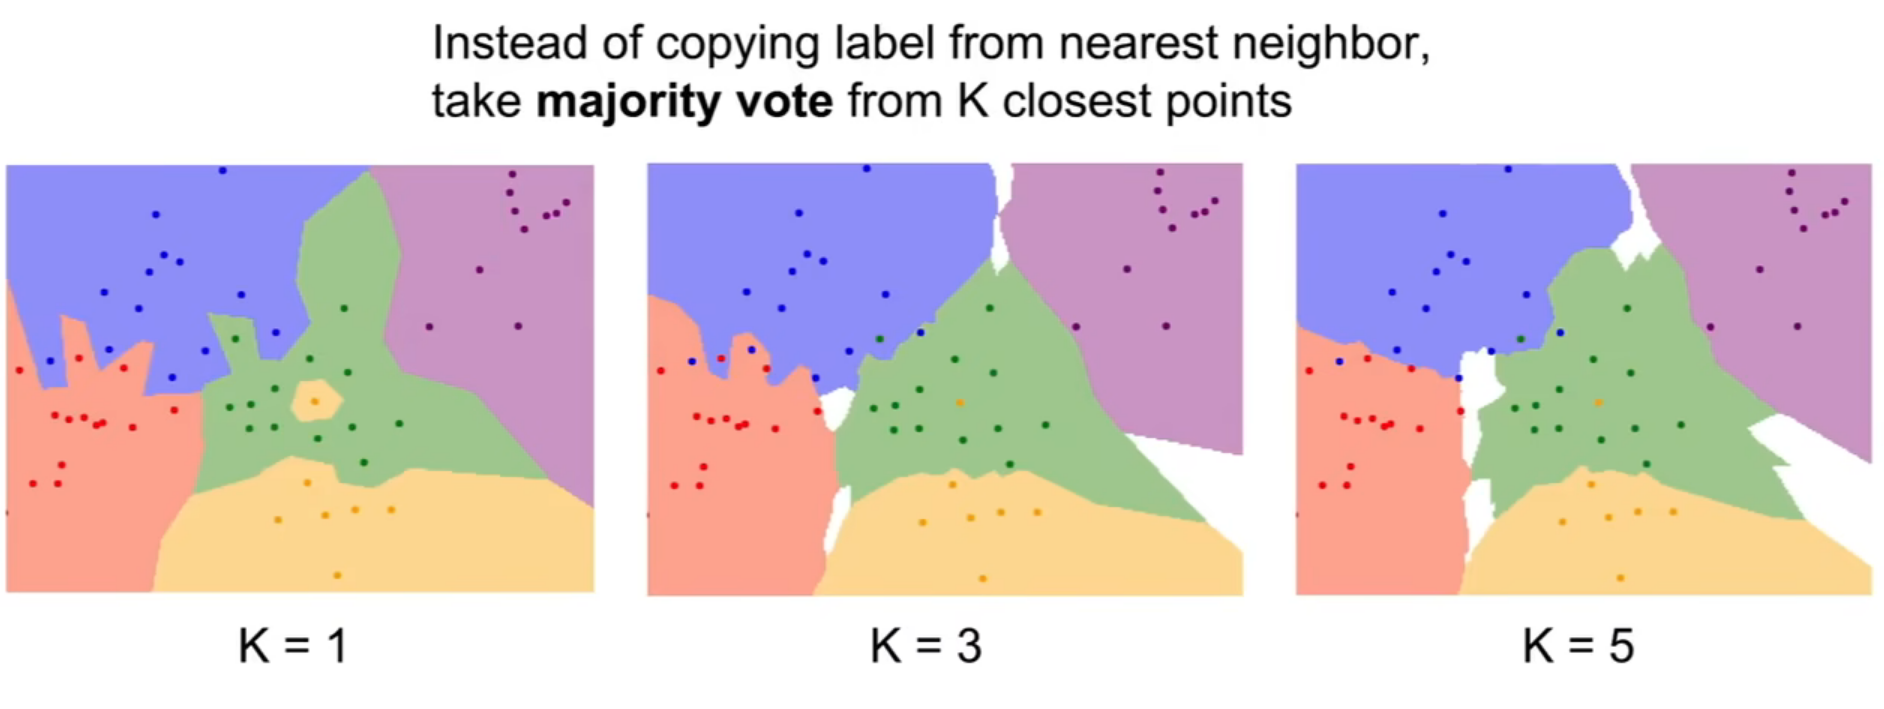 Instead of copying label from nearest neighbor,
take majority vote from K closest points
K = 1
K = 3
K = 5